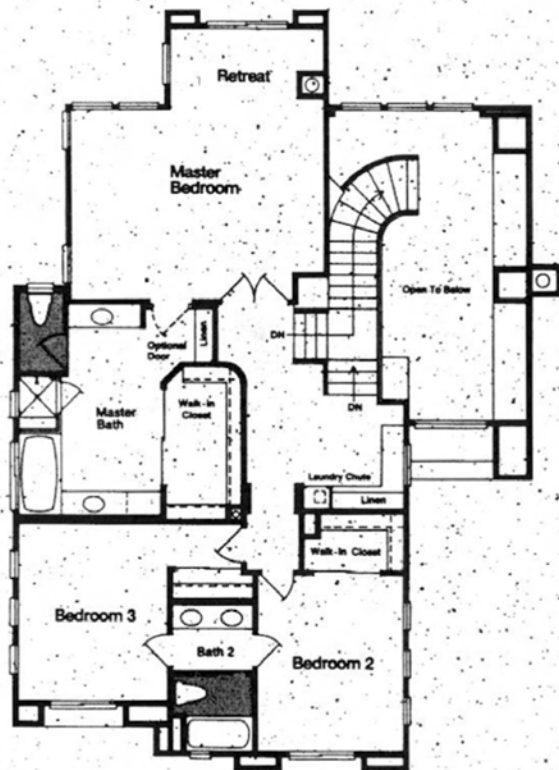 Retreat
Master
Bedroom
Open To Below
DN
Optional
Door
Linen
DN
Walk-In
Closet
Master
Bath
Laundry Chute
Linen
Walk-In Closet
Bedroom 3
Bath 2
Bedroom 2